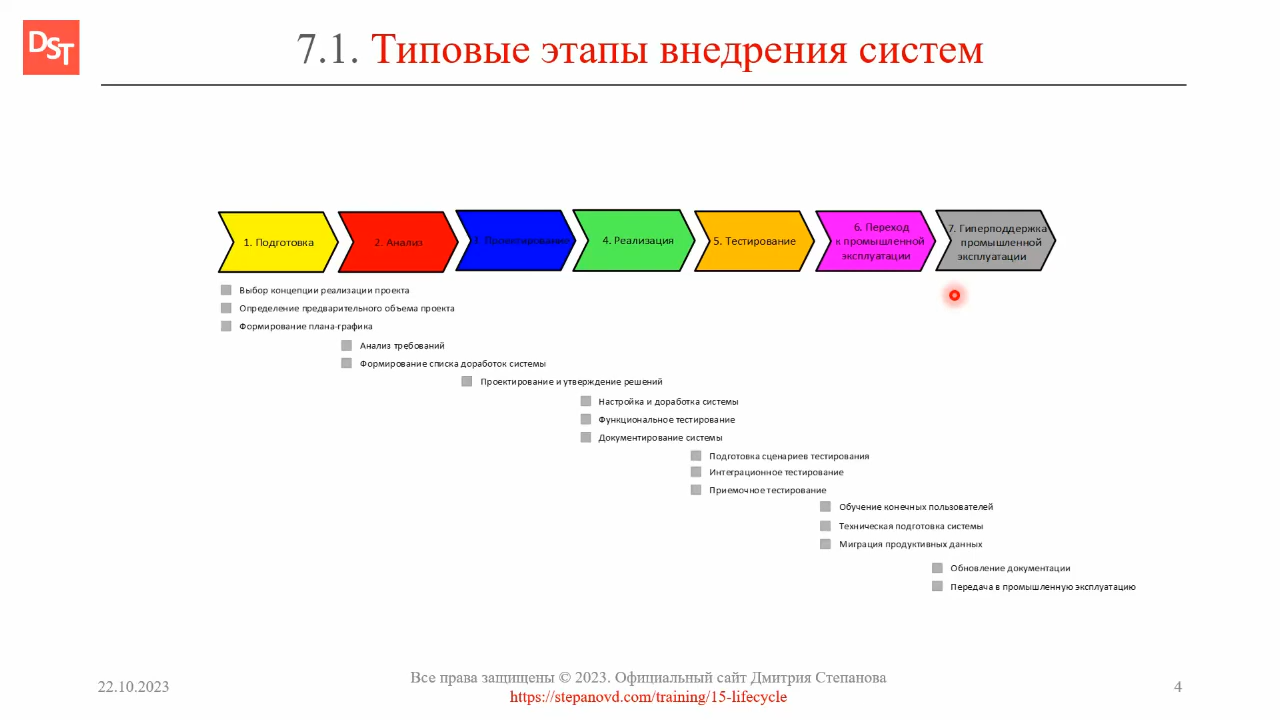 DST
7.1. Типовые этапы внедрения систем
1. Подготовка
2. Анализ
3. Проектирование
4. Реализация
5. Тестирование
6. Переход
к промышленной
эксплуатации
7. Гиперподдержка
промышленной
эксплуатации
Выбор концепции реализации проекта
Определение предварительного объема проекта
Формирование плана-графика
Анализ требований
Формирование списка доработок системы
Проектирование и утверждение решений
Настройка и доработка системы
Функциональное тестирование
Документирование системы
Подготовка сценариев тестирования
Интеграционное тестирование
Приемочное тестирование
Обучение конечных пользователей
Техническая подготовка системы
Миграция продуктивных данных
Обновление документации
Передача в промышленную эксплуатацию
22.10.2023
Все права защищены © 2023. Официальный сайт Дмитрия Степанова
https://stepanovd.com/training/15-lifecycle
4